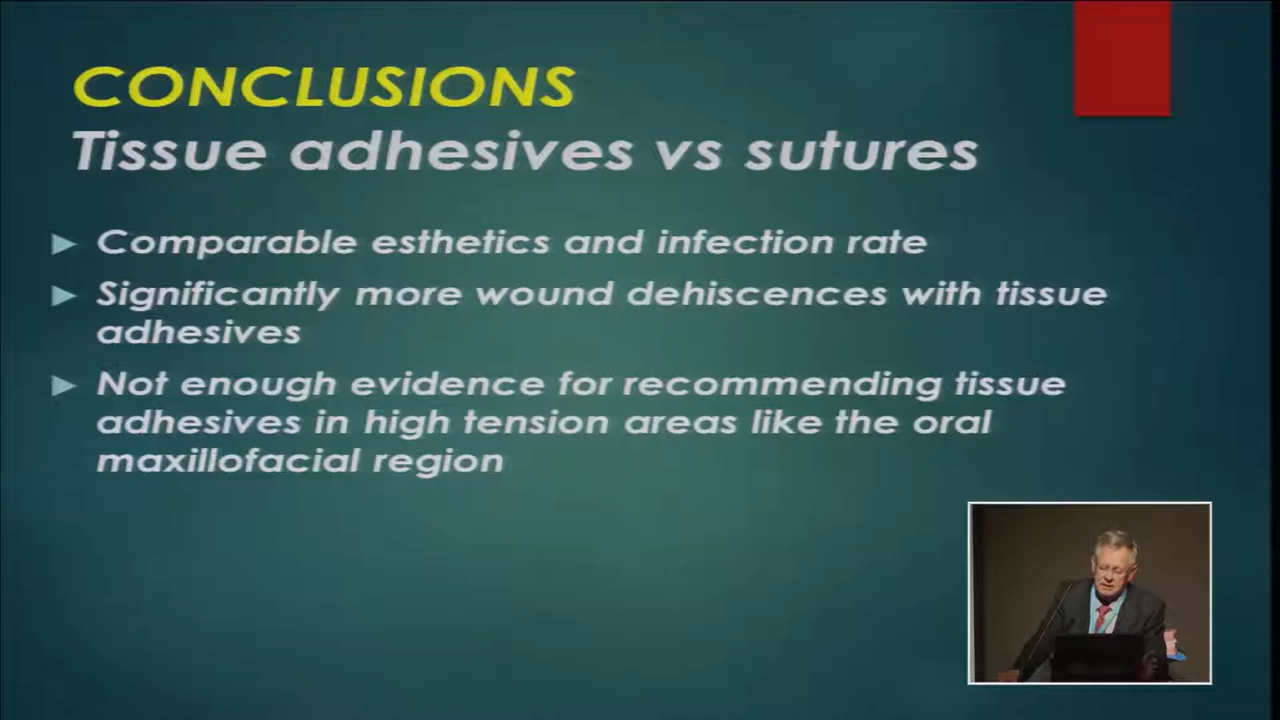 CONCLUSIONS
Tissue adhesives vs sutures
Comparable esthetics and infection rate
Significantly more wound dehiscences with tissue
adhesives
Not enough evidence for recommending tissue
adhesives in high tension areas like the oral
maxillofacial region